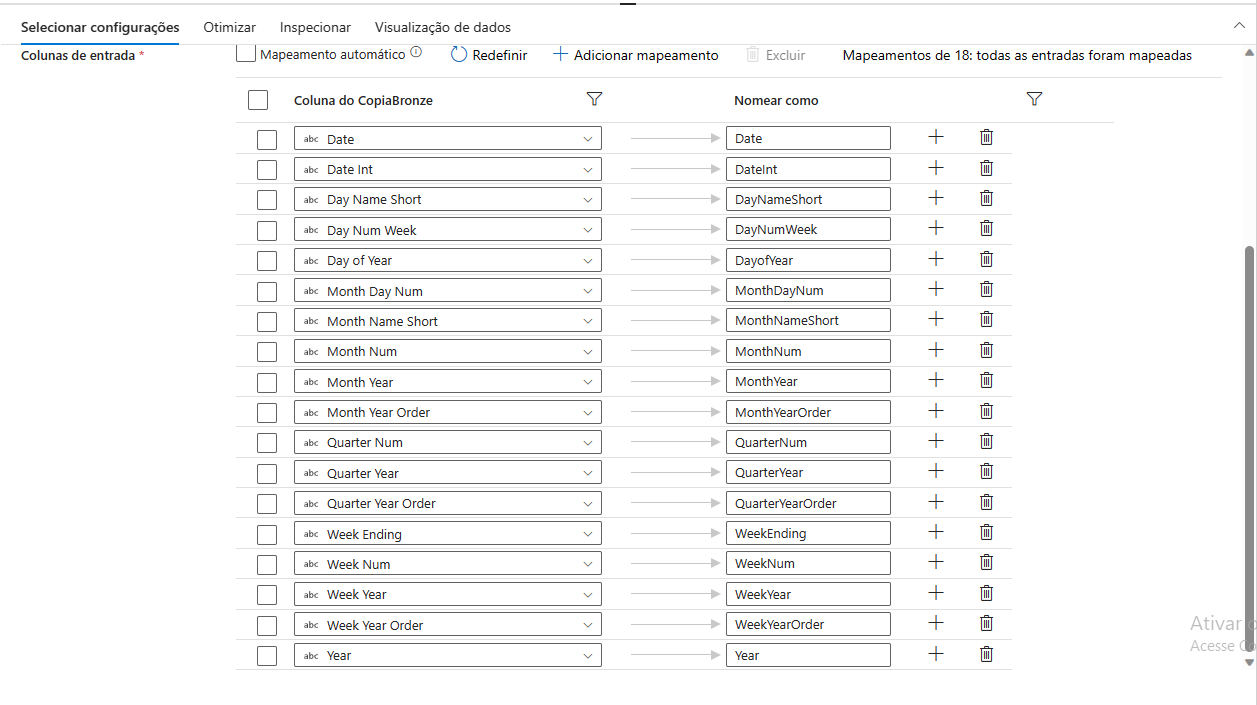 Selecionar configurações Otimizar Inspecionar Visualização de dados
Colunas de entrada * Mapeamento automático Redefinir Adicionar mapeamento Excluir Mapeamentos de 18: todas as entradas foram mapeadas
Coluna do CopiaBronze Nomear como
abc Date Date
abc Date Int DateInt
abc Day Name Short DayNameShort
abc Day Num Week DayNumWeek
abc Day of Year DayofYear
abc Month Day Num MonthDayNum
abc Month Name Short MonthNameShort
abc Month Num MonthNum
abc Month Year MonthYear
abc Month Year Order MonthYearOrder
abc Quarter Num QuarterNum
abc Quarter Year QuarterYear
abc Quarter Year Order QuarterYearOrder
abc Week Ending WeekEnding
abc Week Num WeekNum
abc Week Year WeekYear
abc Week Year Order WeekYearOrder
abc Year Year
Ativar
Acesse